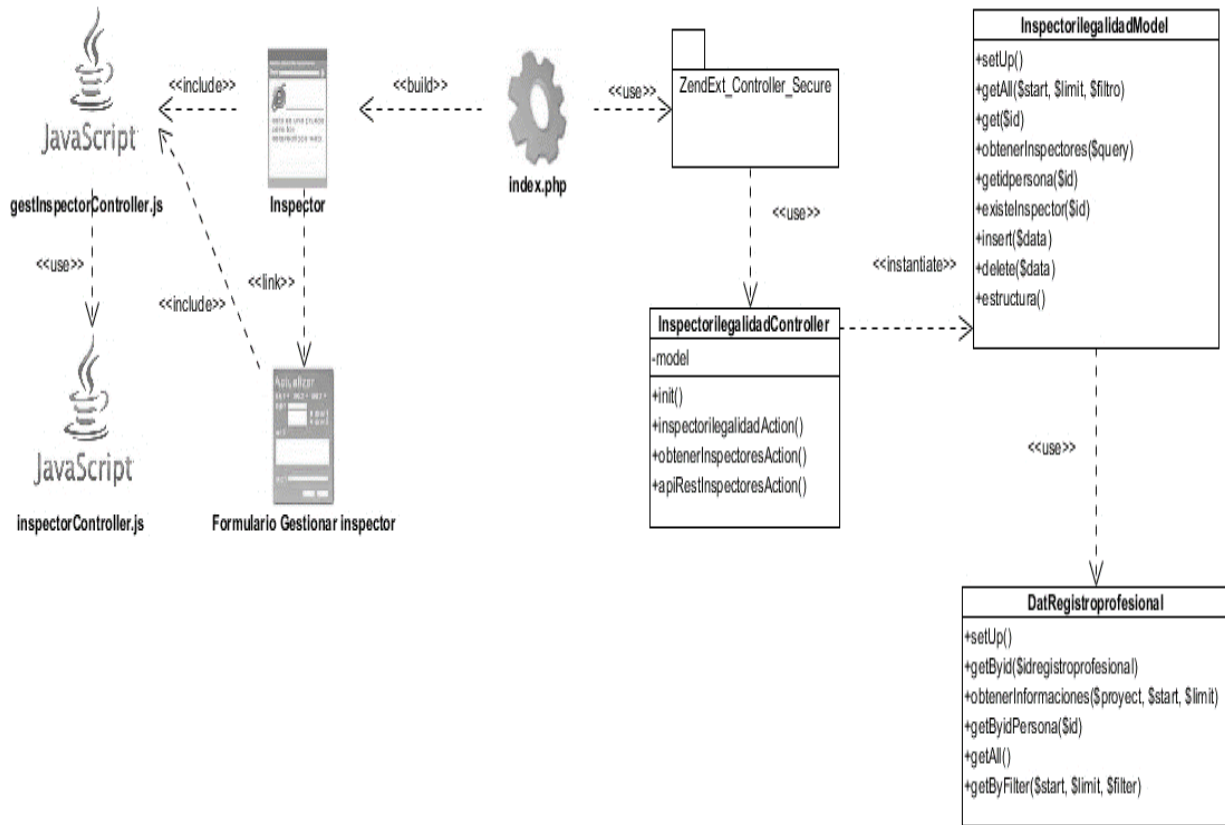 JavaScript
gestInspectorController.js
<<use>>
JavaScript
inspectorController.js
<<include>>
<<include>>
Inspector
<<link>>
Actualizar
Formulario Gestionar inspector
<<build>>
index.php
<<use>>
ZendExt_Controller_Secure
<<use>>
InspectorilegalidadController
-model
+init()
+inspectorilegalidadAction()
+obtenerInspectoresAction()
+apiRestInspectoresAction()
<<instantiate>>
InspectorilegalidadModel
+setUp()
+getAll($start, $limit, $filtro)
+get($id)
+obtenerInspectores($query)
+getidpersona($id)
+existeInspector($id)
+insert($data)
+delete($data)
+estructura()
<<use>>
DatRegistroprofesional
+setUp()
+getByid($idregistroprofesional)
+obtenerInformaciones($proyect, $start, $limit)
+getByidPersona($id)
+getAll()
+getByFilter($start, $limit, $filter)